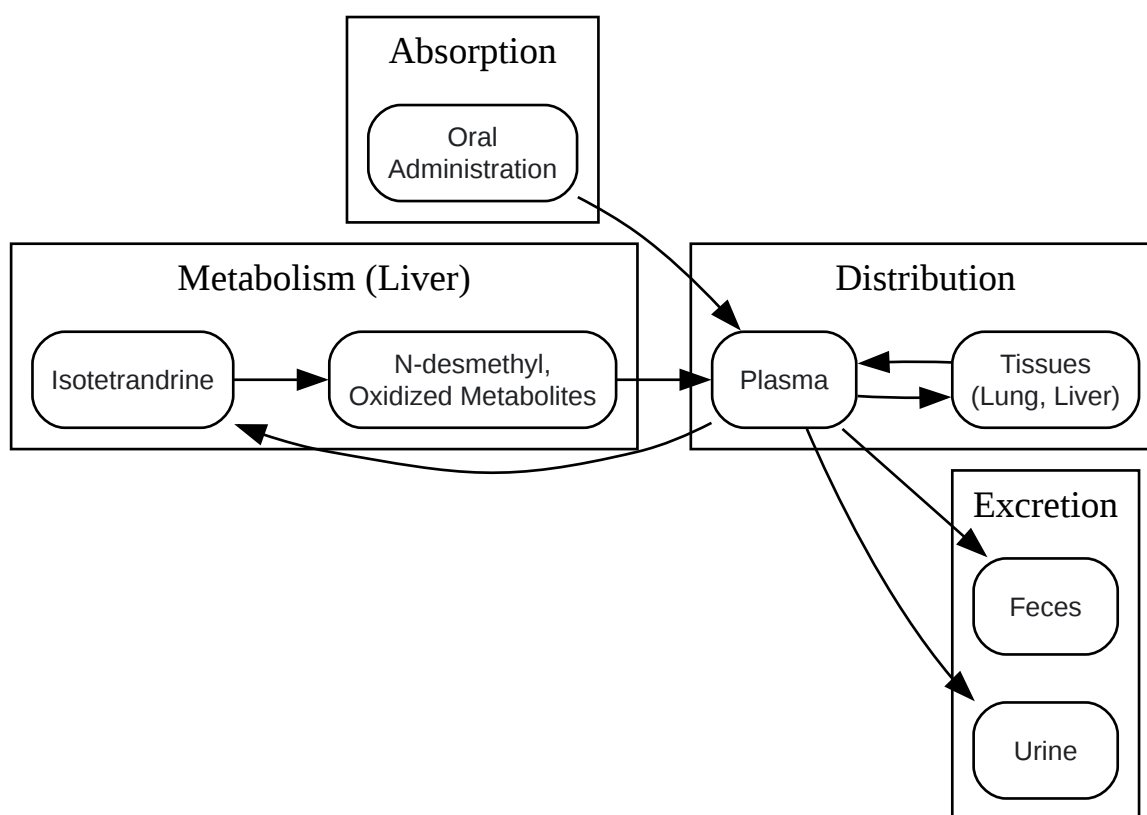 Absorption
Oral
Administration
Metabolism (Liver)
Isotetrandrine
N-desmethyl,
Oxidized Metabolites
Distribution
Plasma
Tissues
(Lung, Liver)
Excretion
Feces
Urine